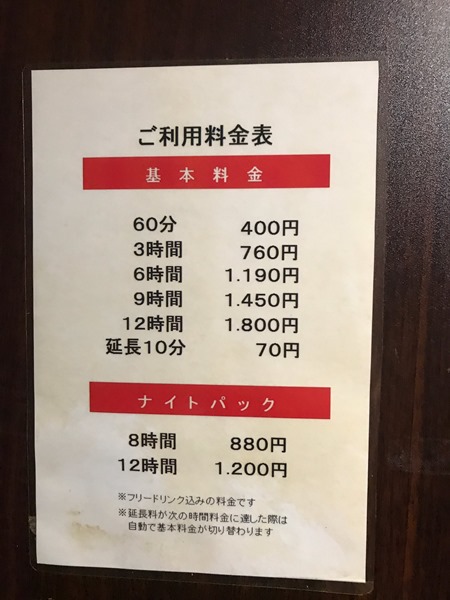 ご利用料金表
基本料金
60分 400円
3時間 760円
6時間 1.190円
9時間 1.450円
12時間 1.800円
延長10分 70円
ナイトパック
8時間 880円
12時間 1.200円
※フリードリンク込みの料金です
※延長料が次の時間料金に達した際は
自動で基本料金が切り替わります